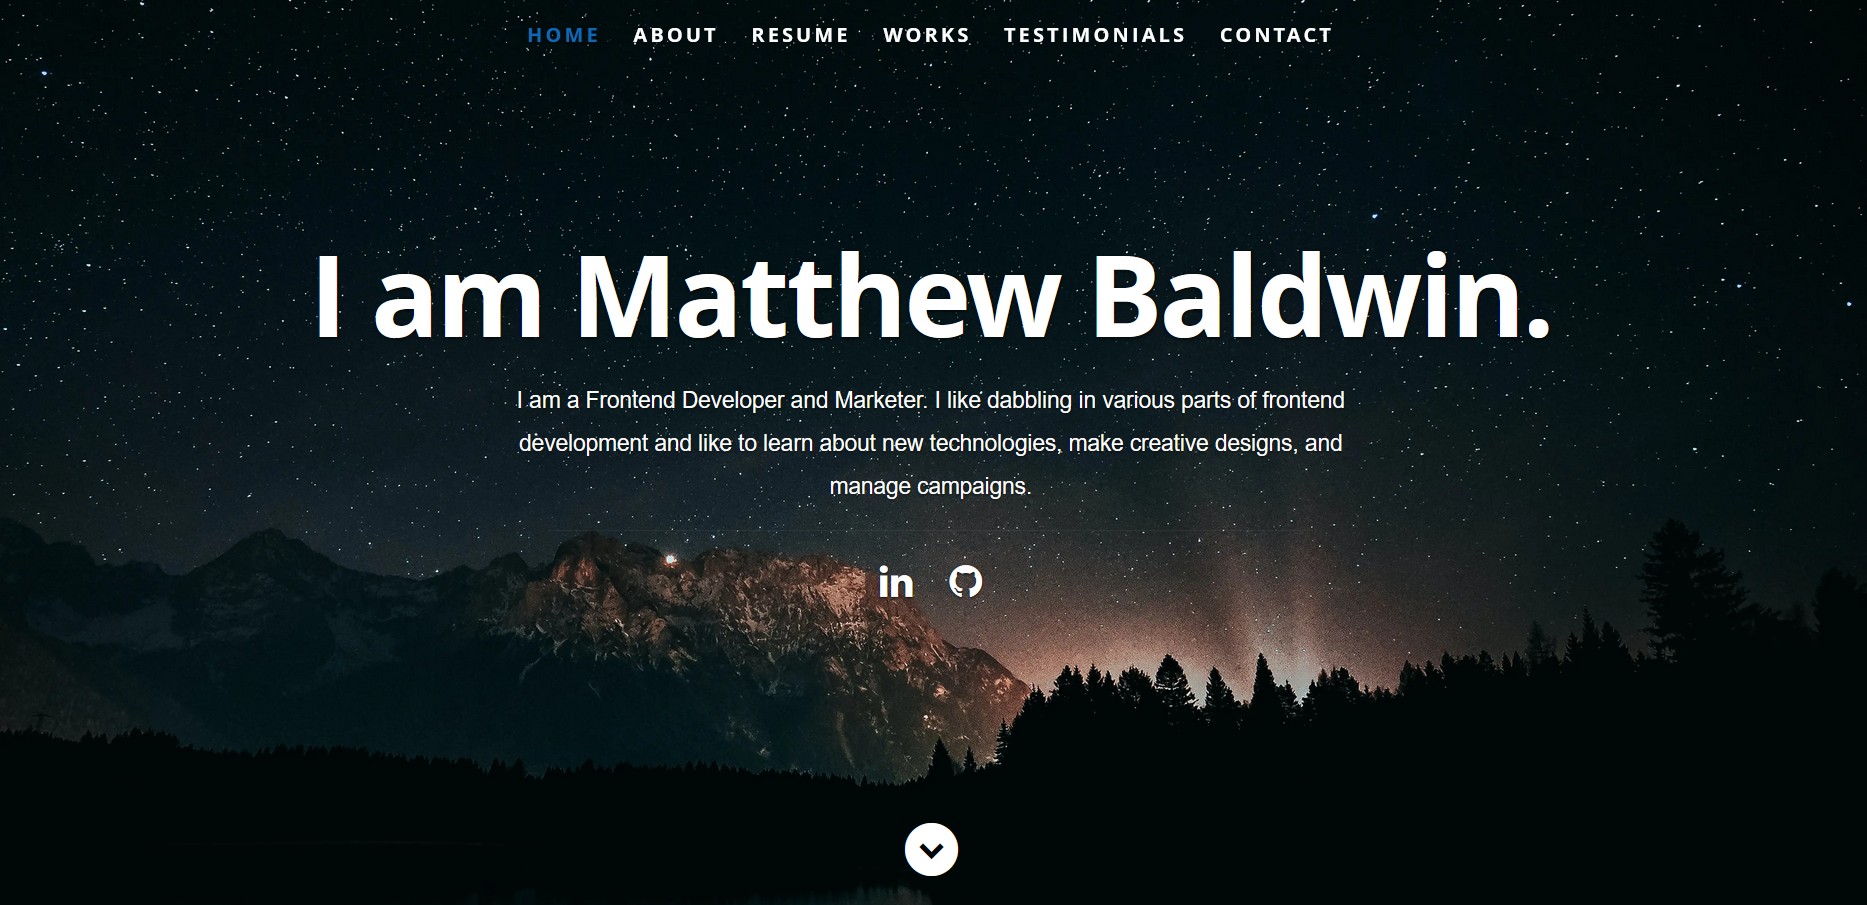 HOME ABOUT RESUME WORKS TESTIMONIALS CONTACT
I am Matthew Baldwin.
I am a Frontend Developer and Marketer. I like dabbling in various parts of frontend
development and like to learn about new technologies, make creative designs, and
manage campaigns.
in